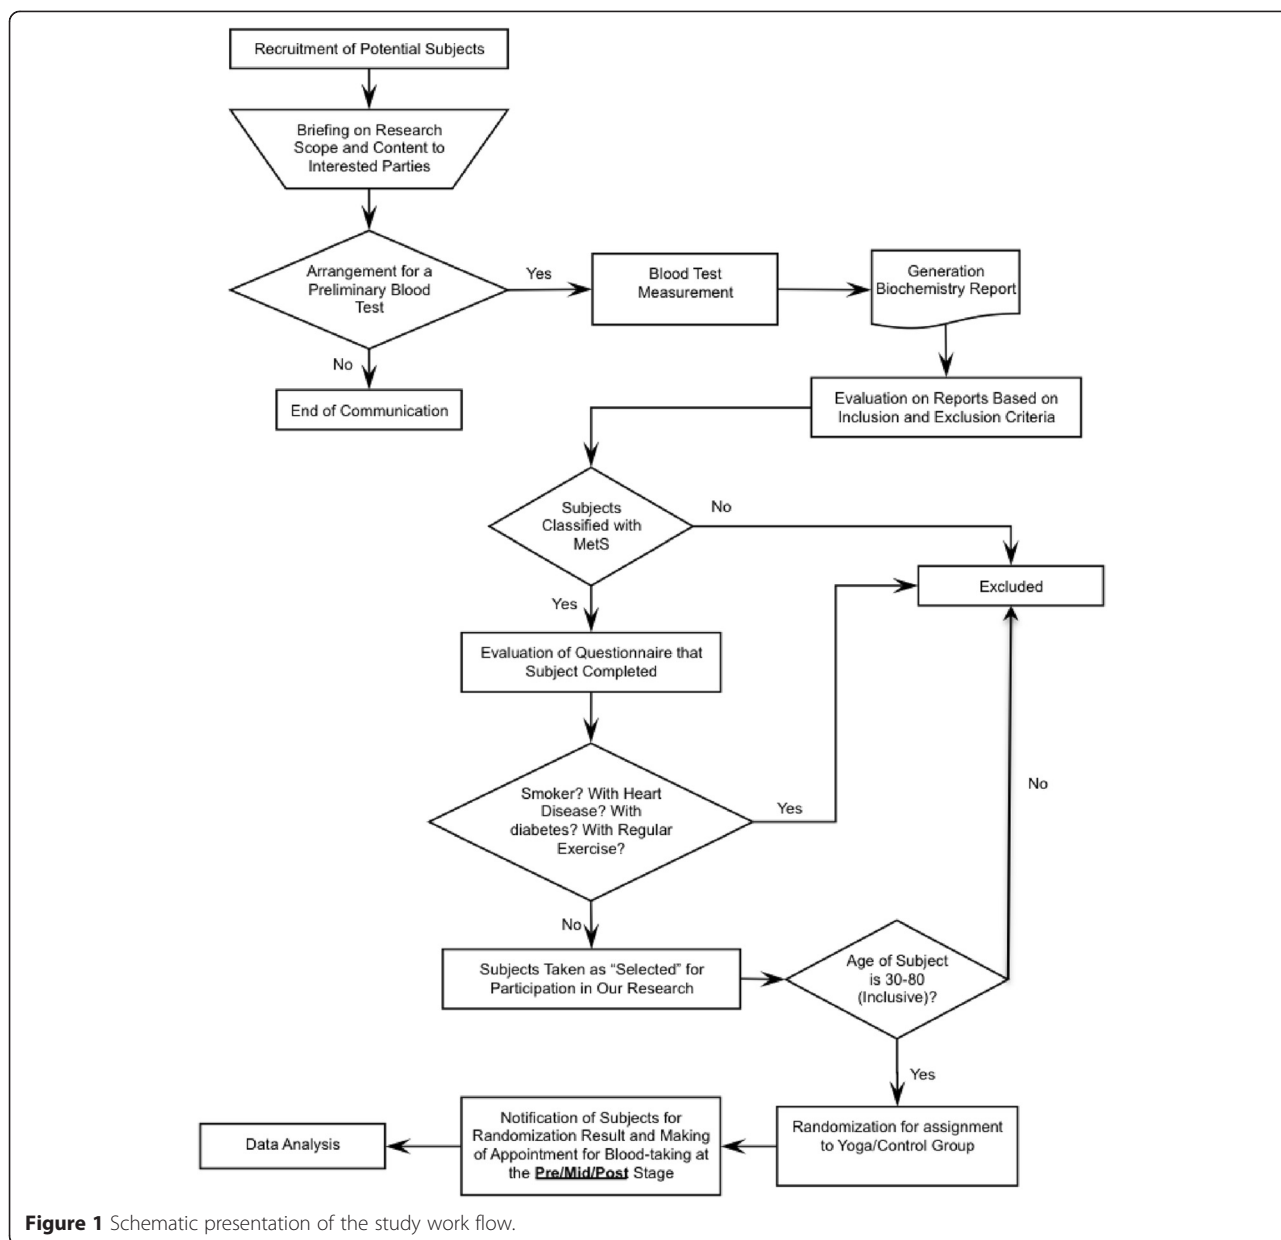 Recruitment of Potential Subjects
Briefing on Research
Scope and Content to
Interested Parties
Arrangement for a
Preliminary Blood
Test
Yes
Blood Test
Measurement
Generation
Biochemistry Report
No
End of Communication
Evaluation on Reports Based on
Inclusion and Exclusion Criteria
Subjects
Classified with
MetS
No
Excluded
Yes
Evaluation of Questionnaire that
Subject Completed
Smoker? With Heart
Disease? With
diabetes? With Regular
Exercise?
Yes
No
No
Subjects Taken as “Selected” for
Participation in Our Research
Age of Subject
is 30-80
(Inclusive)?
Yes
Randomization for assignment
to Yoga/Control Group
Notification of Subjects for
Randomization Result and Making
of Appointment for Blood-taking at
the Pre/Mid/Post Stage
Data Analysis
Figure 1 Schematic presentation of the study work flow.